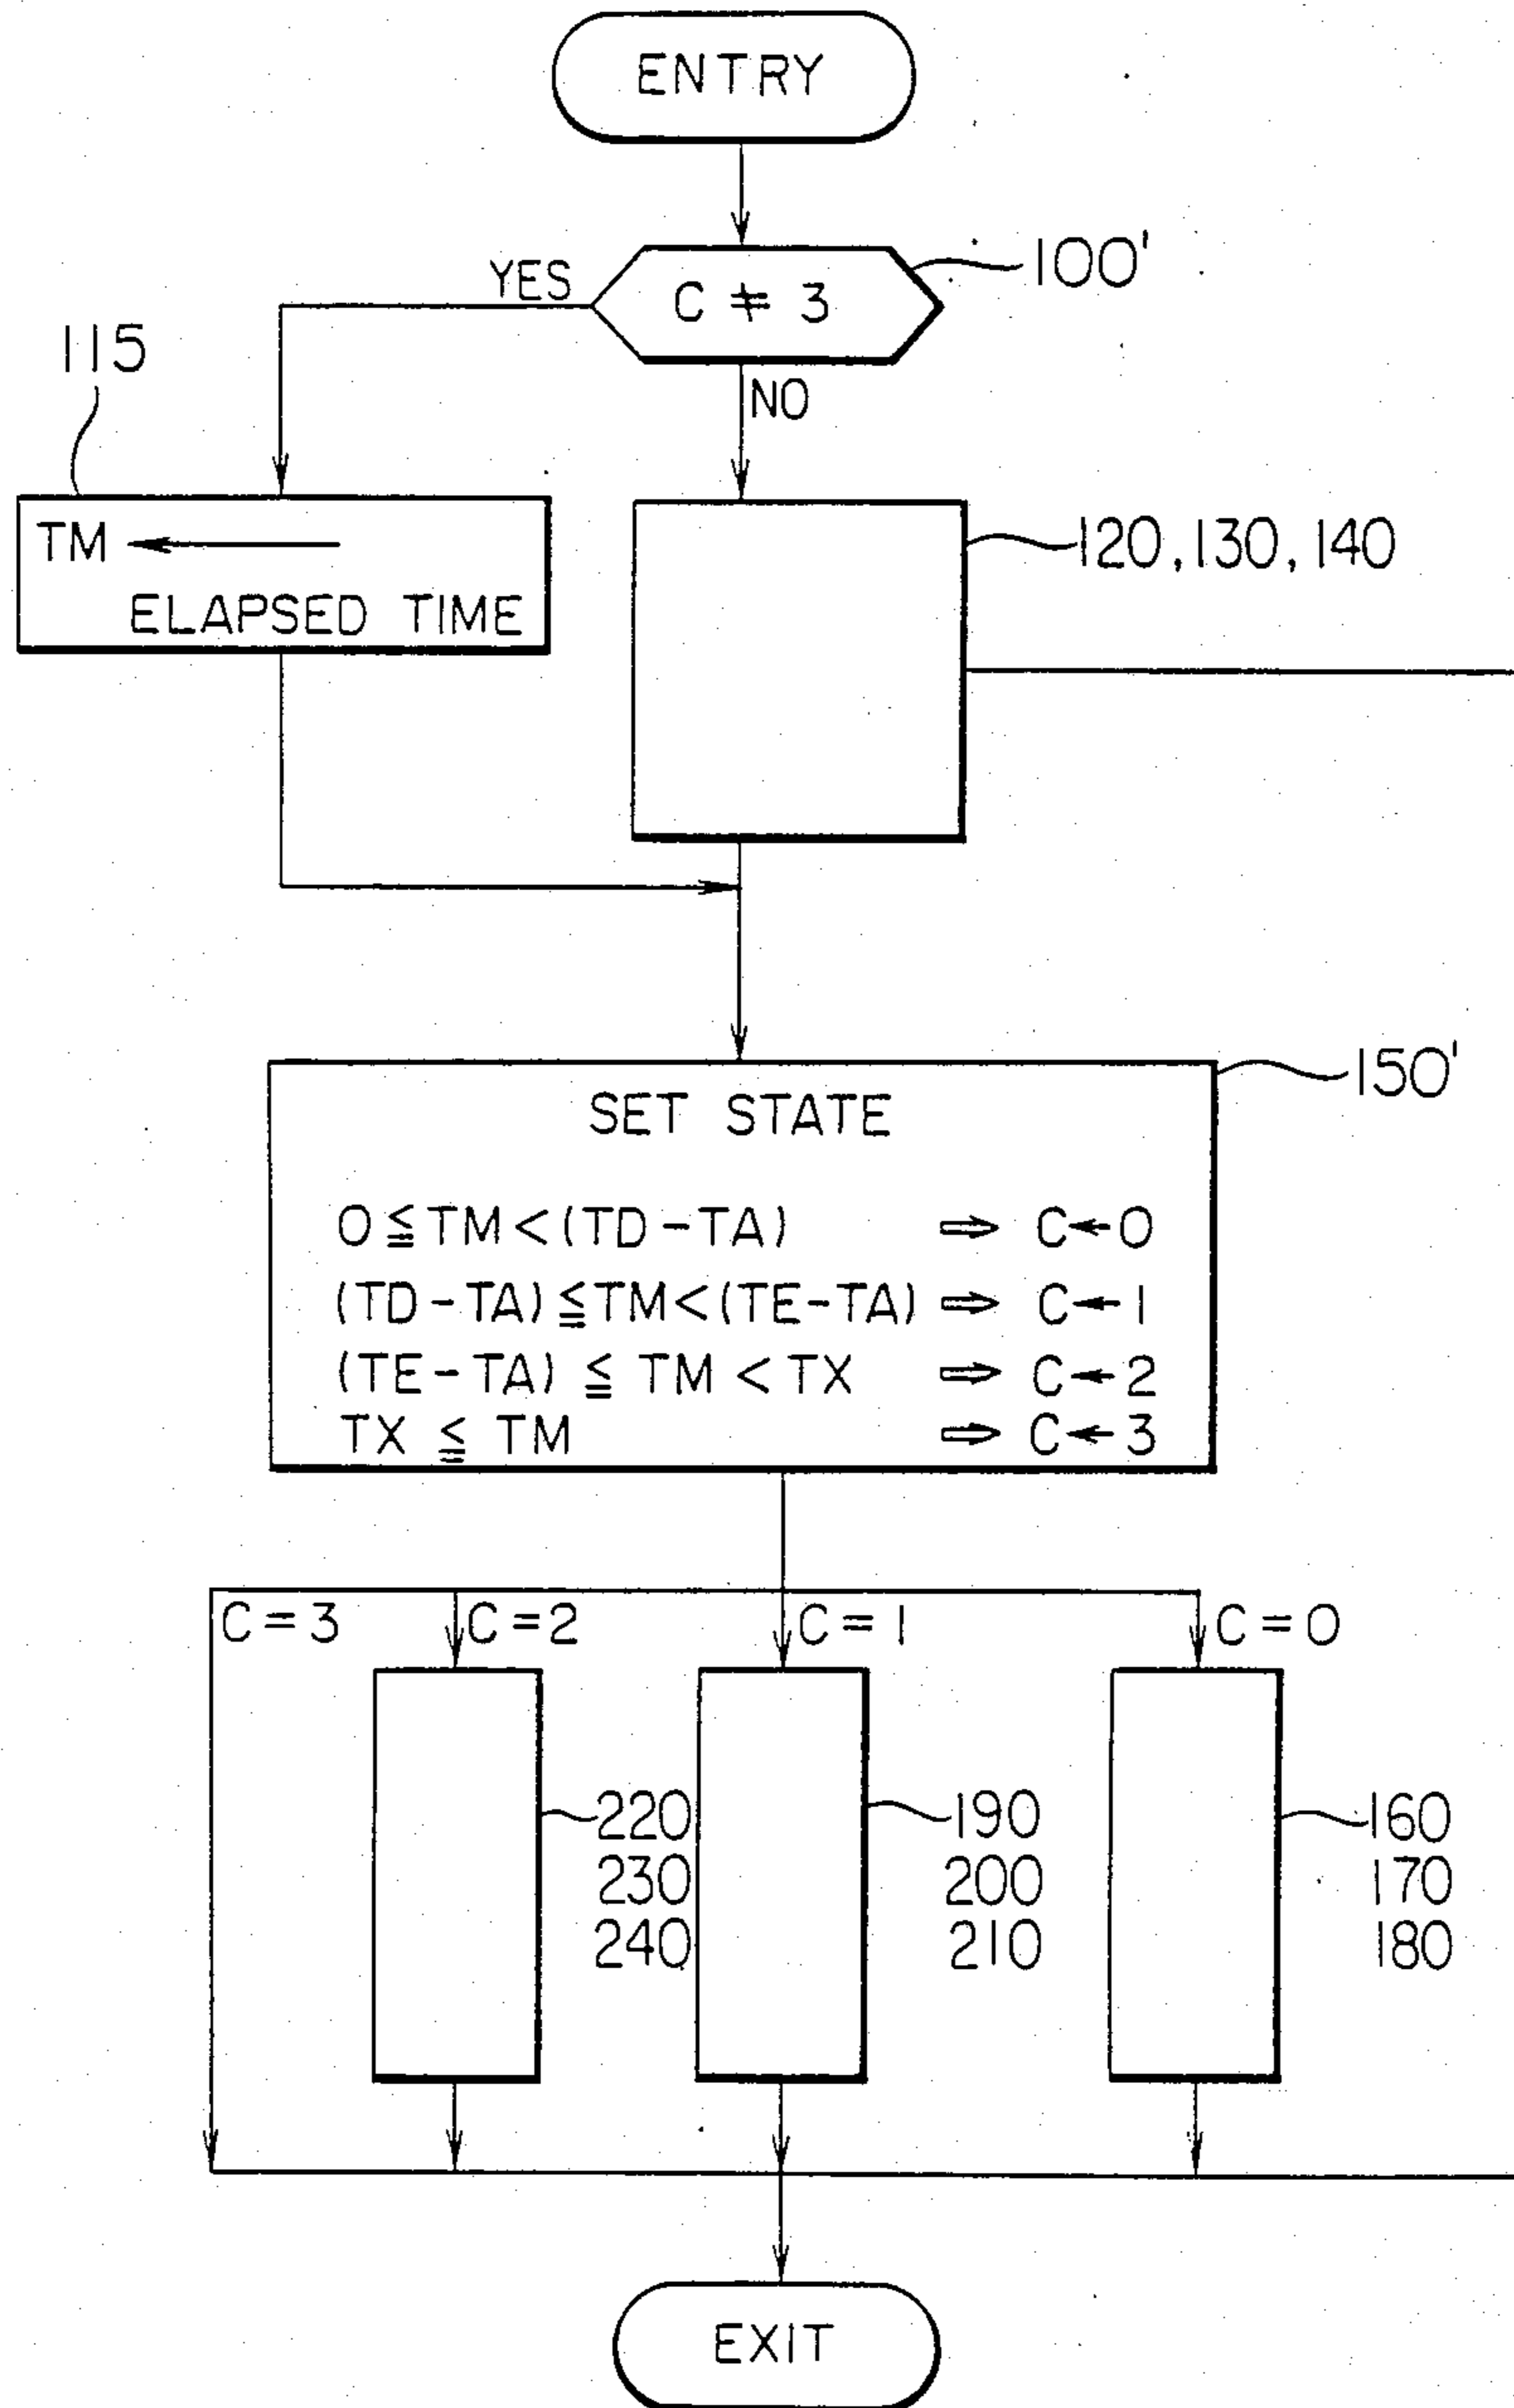 ENTRY
100'
YES
C ≠ 3
115
NO
TM ←
ELAPSED TIME
120, 130, 140
150'
SET STATE
0 ≦ TM < (TD - TA) ⇨ C ← 0
(TD - TA) ≦ TM < (TE - TA) ⇨ C ← 1
(TE - TA) ≦ TM < TX ⇨ C ← 2
TX ≦ TM ⇨ C ← 3
C = 3
C = 2
C = 1
C = 0
220
230
240
190
200
210
160
170
180
EXIT